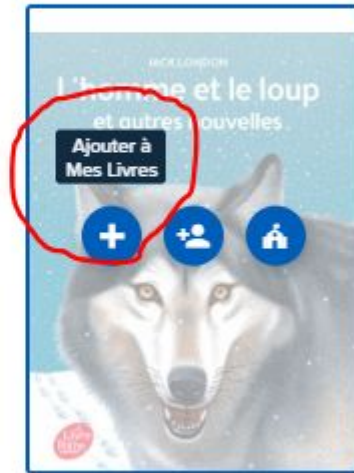 JACK LONDON
L'homme et le loup
et autres nouvelles
Ajouter à
Mes Livres